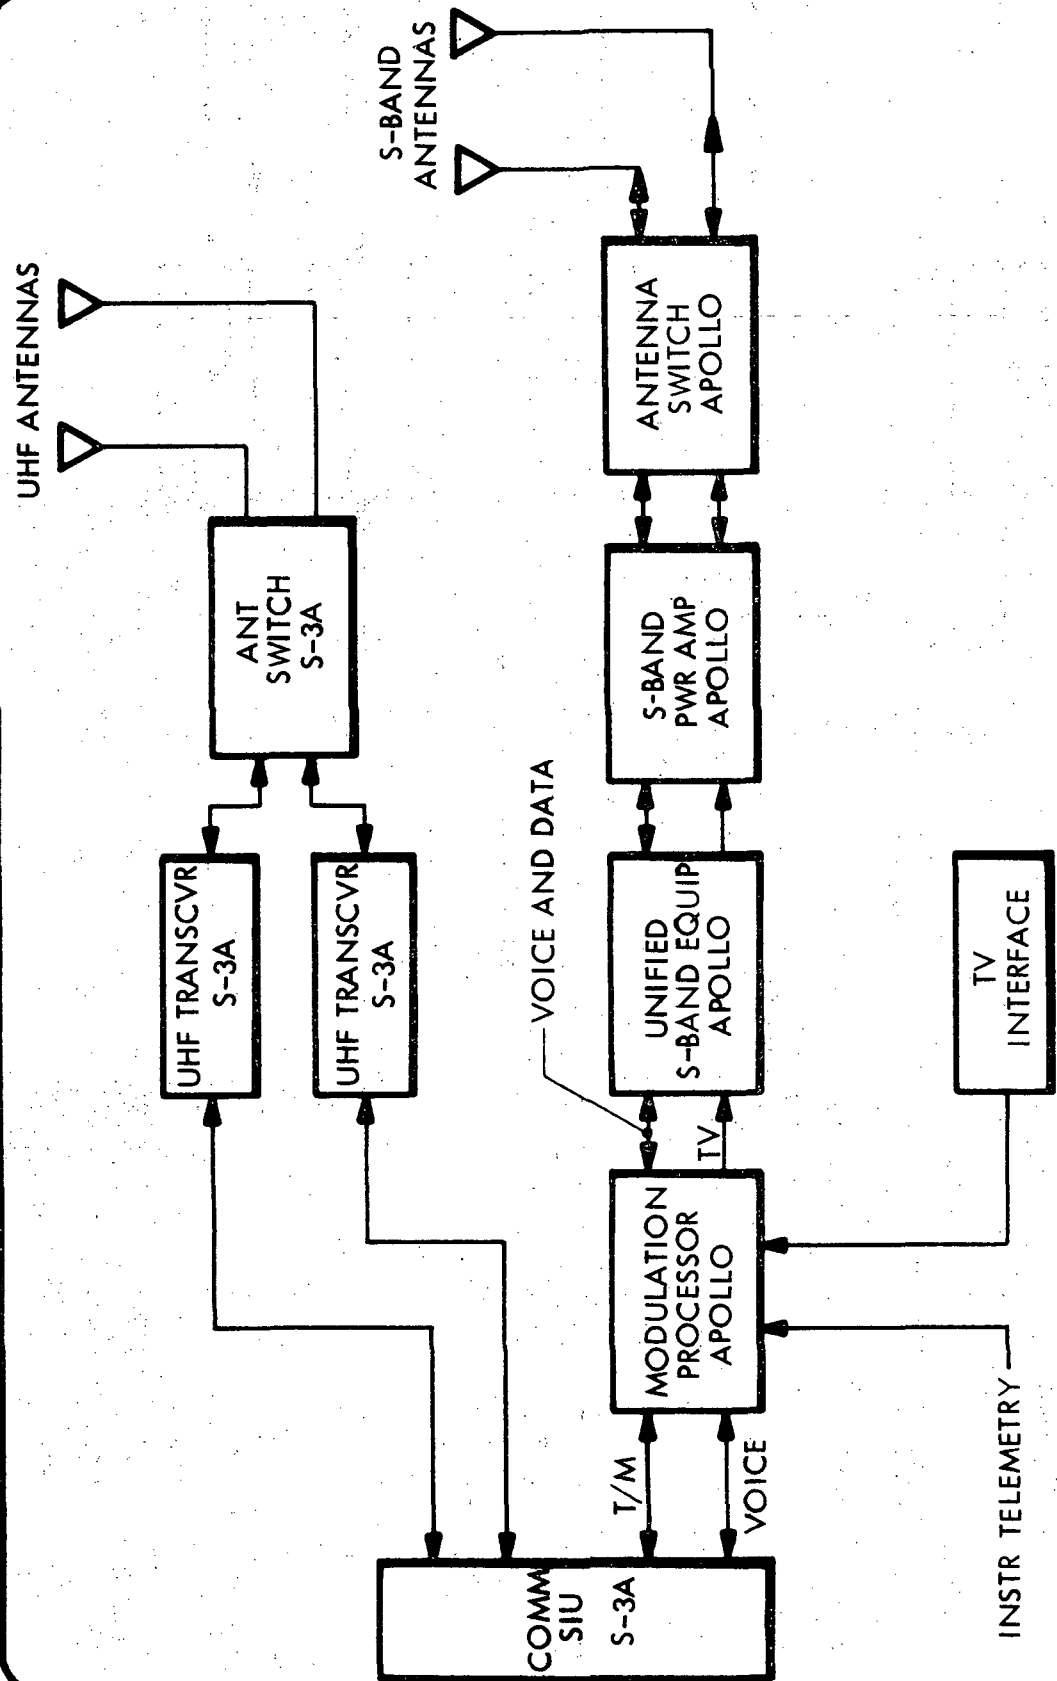 UHF ANTENNAS
S-BAND
ANTENNAS
ANT
SWITCH
S-3A
ANTENNA
SWITCH
APOLLO
UHF TRANSCVR
S-3A
UHF TRANSCVR
S-3A
S-BAND
PWR AMP
APOLLO
VOICE AND DATA
UNIFIED
S-BAND EQUIP
APOLLO
TV
INTERFACE
TV
MODULATION
PROCESSOR
APOLLO
T/M
VOICE
INSTR TELEMETRY
COMM
SIU
S-3A